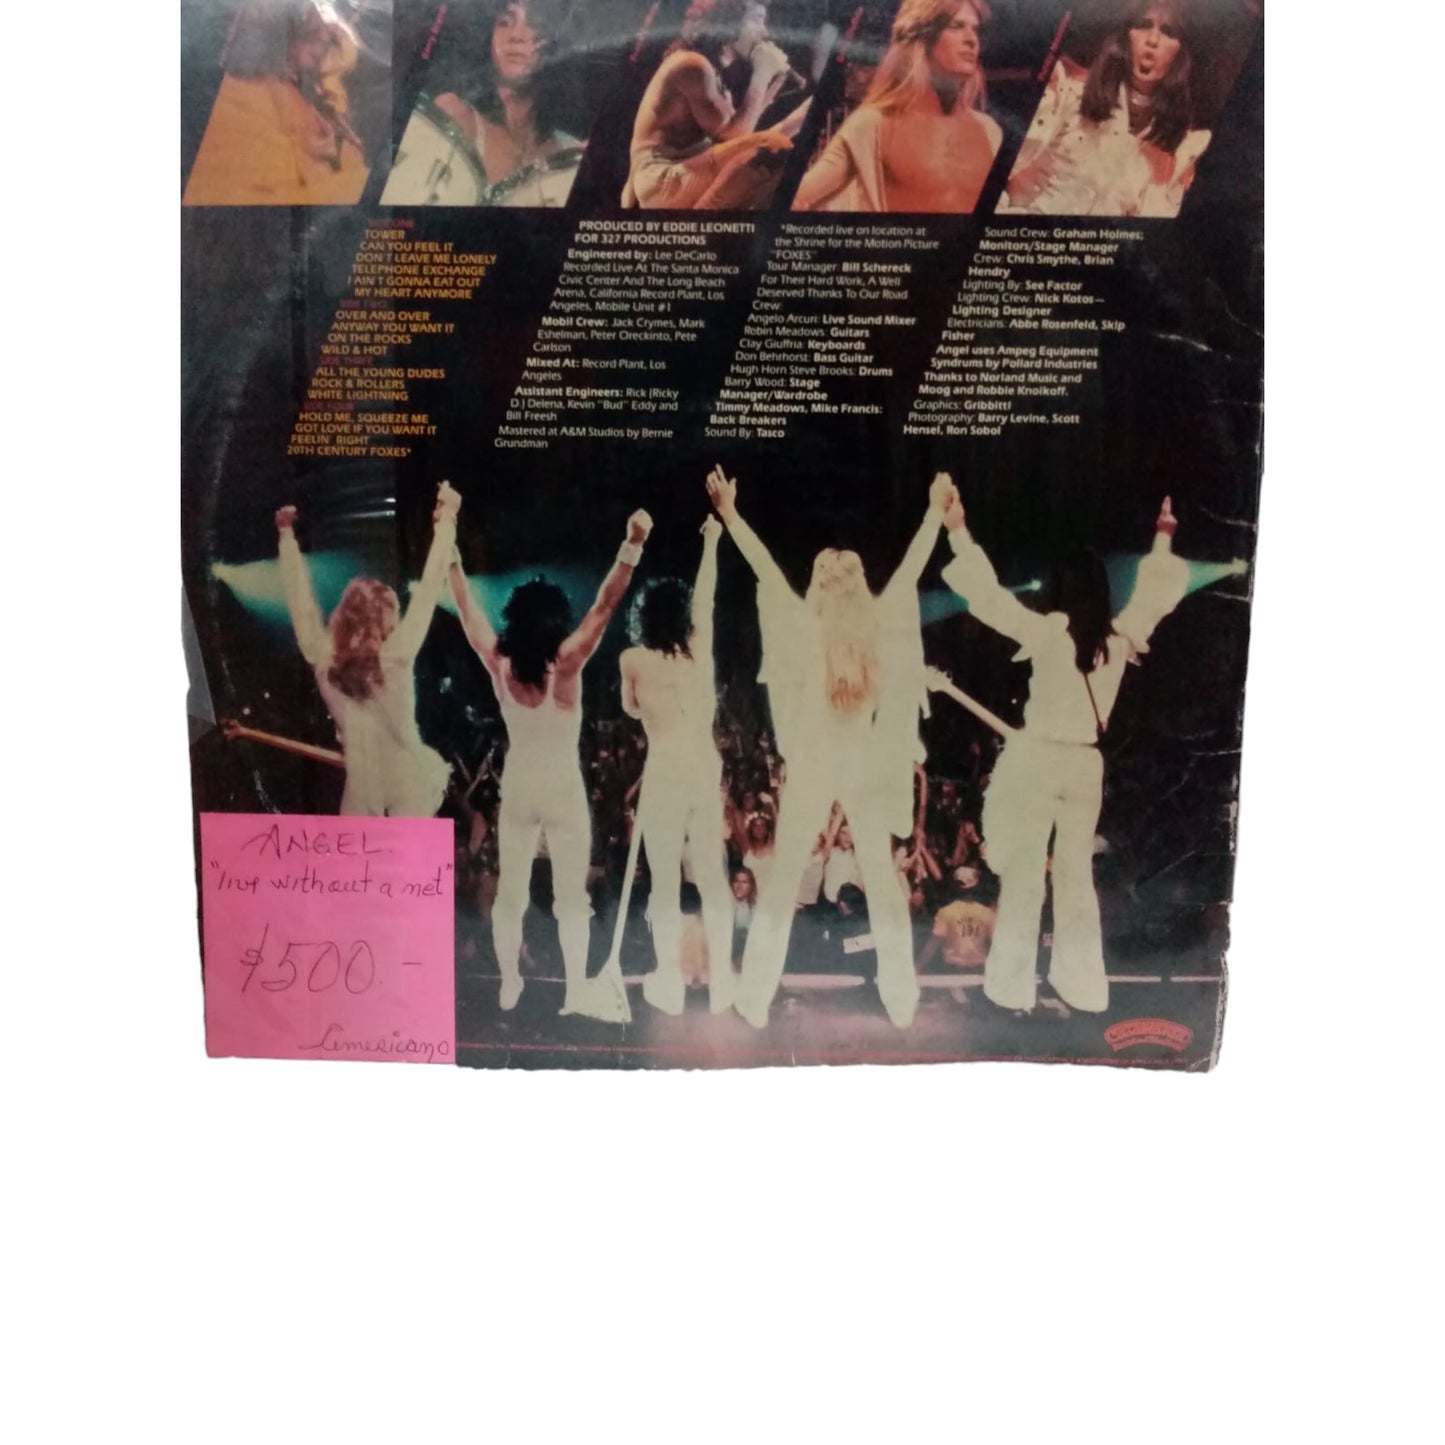 SIDE ONE
TOWER
CAN YOU FEEL IT
DON'T LEAVE ME LONELY
TELEPHONE EXCHANGE
I AIN'T GONNA EAT OUT
MY HEART ANYMORE
SIDE TWO
OVER AND OVER
ANYWAY YOU WANT IT
ON THE ROCKS
WILD & HOT
SIDE THREE
ALL THE YOUNG DUDES
ROCK & ROLLERS
WHITE LIGHTNING
SIDE FOUR
HOLD ME, SQUEEZE ME
GOT LOVE IF YOU WANT IT
FEELIN' RIGHT
20TH CENTURY FOXES*
PRODUCED BY EDDIE LEONETTI
FOR 327 PRODUCTIONS
Engineered by: Lee DeCarlo
Recorded Live At The Santa Monica
Civic Center And The Long Beach
Arena, California Record Plant, Los
Angeles, Mobile Unit #1
Mobil Crew: Jack Crymes, Mark
Eshelman, Peter Oreckinto, Pete
Carlson
Mixed At: Record Plant, Los
Angeles
Assistant Engineers: Rick (Ricky
D.) Delena, Kevin "Bud" Eddy and
Bill Freesh
Mastered at A&M Studios by Bernie
Grundman
*Recorded live on location at
the Shrine for the Motion Picture
"FOXES"
Tour Manager: Bill Schereck
For Their Hard Work, A Well
Deserved Thanks To Our Road
Crew:
Angelo Arcuri: Live Sound Mixer
Robin Meadows: Guitars
Clay Giuffria: Keyboards
Don Behrhorst: Bass Guitar
Hugh Horn Steve Brooks: Drums
Barry Wood: Stage
Manager/Wardrobe
Timmy Meadows, Mike Francis:
Back Breakers
Sound By: Tasco
Sound Crew: Graham Holmes;
Monitors/Stage Manager
Crew: Chris Smythe, Brian
Hendry
Lighting By: See Factor
Lighting Crew: Nick Kotos—
Lighting Designer
Electricians: Abbe Rosenfeld, Skip
Fisher
Angel uses Ampeg Equipment
Syndrums by Pollard Industries
Thanks to Norland Music and
Moog and Robbie Knoikoff.
Graphics: Gribbitt!
Photography: Barry Levine, Scott
Hensel, Ron Sobol
ANGEL.
"live without a net"
$500.-
Americano
Casablanca